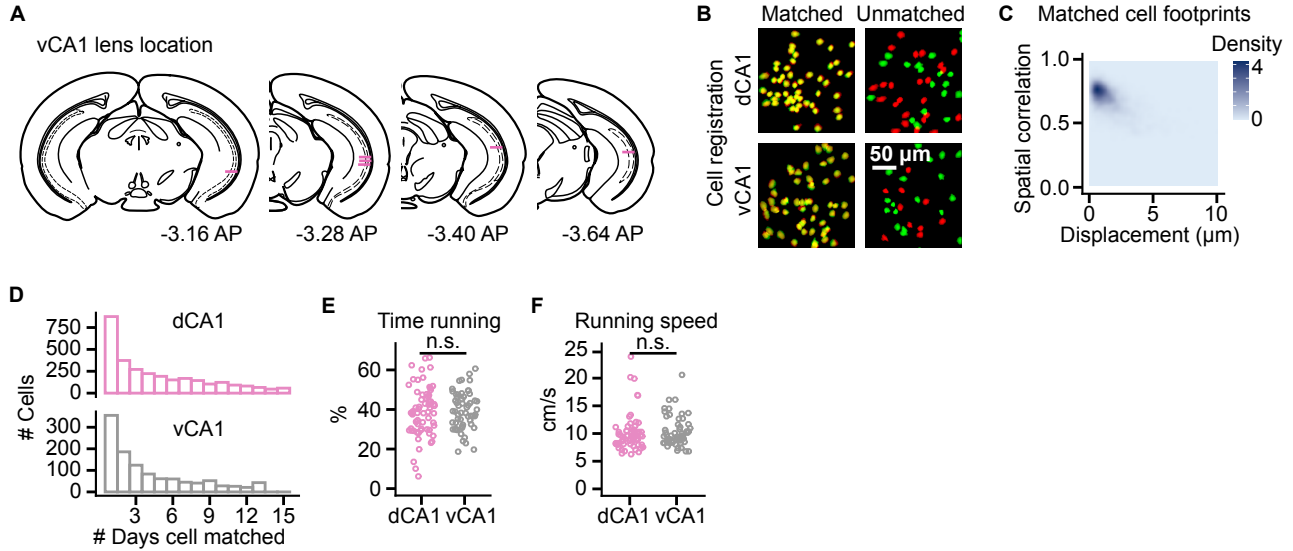 A
vCA1 lens location
-3.16 AP
-3.28 AP
-3.40 AP
-3.64 AP
B
Matched
Unmatched
Cell registration
dCA1
vCA1
50 µm
C
Matched cell footprints
Density
4
0
Spatial correlation
1.0
0.5
0.0
0
5
10
Displacement (µm)
D
dCA1
750
500
250
0
# Cells
vCA1
300
200
100
0
3
6
9
12
15
# Days cell matched
E
Time running
n.s.
%
60
40
20
0
dCA1
vCA1
F
Running speed
n.s.
cm/s
25
20
15
10
5
0
dCA1
vCA1